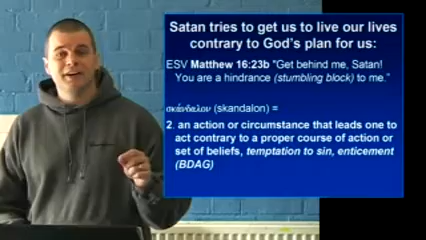 Satan tries to get us to live our lives
contrary to God's plan for us:
ESV Matthew 16:23b "Get behind me, Satan!
You are a hindrance (stumbling block) to me."
σκάνδαλον (skandalon) =
2. an action or circumstance that leads one to
act contrary to a proper course of action or
set of beliefs, temptation to sin, enticement
(BDAG)